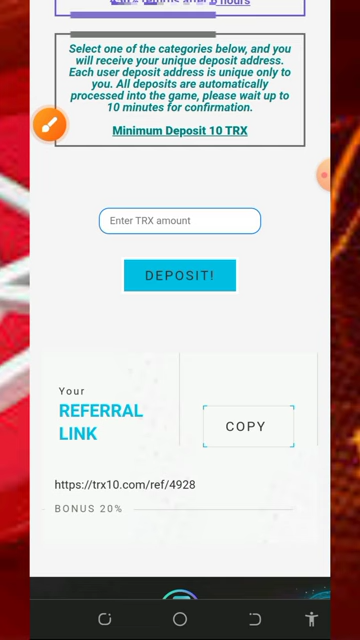 hours
Select one of the categories below, and you
will receive your unique deposit address.
Each user deposit address is unique only to
you. All deposits are automatically
processed into the game, please wait up to
10 minutes for confirmation.
Minimum Deposit 10 TRX
Enter TRX amount
DEPOSIT!
Your
REFERRAL
LINK
COPY
https://trx10.com/ref/4928
BONUS 20%